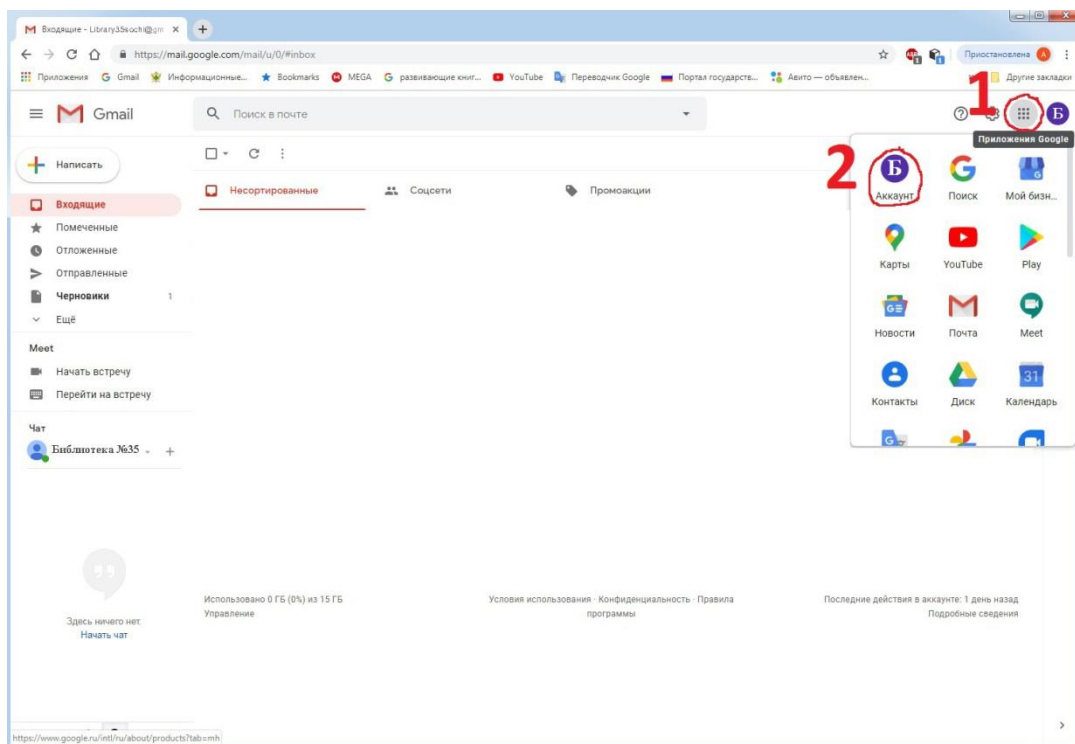 Входящие - Library35sochi@gm
https://mail.google.com/mail/u/0/#inbox
Приостановлена
Приложения
Gmail
Информационные...
Bookmarks
MEGA
развивающие книг...
YouTube
Переводчик Google
Портал государств...
Авито — объявлен...
Другие закладки
1
Gmail
Поиск в почте
Б
Приложения Google
2
Написать
Несортированные
Соцсети
Промоакции
Входящие
Помеченные
Отложенные
Отправленные
Черновики 1
Ещё
Meet
Начать встречу
Перейти на встречу
Чат
Библиотека №35
Здесь ничего нет.
Начать чат
Б
Аккаунт
Поиск
Мой бизн...
Карты
YouTube
Play
Новости
Почта
Meet
Контакты
Диск
31
Календарь
Использовано 0 ГБ (0%) из 15 ГБ
Управление
Условия использования · Конфиденциальность · Правила
программы
Последние действия в аккаунте: 1 день назад
Подробные сведения
https://www.google.ru/intl/ru/about/products?tab=mh